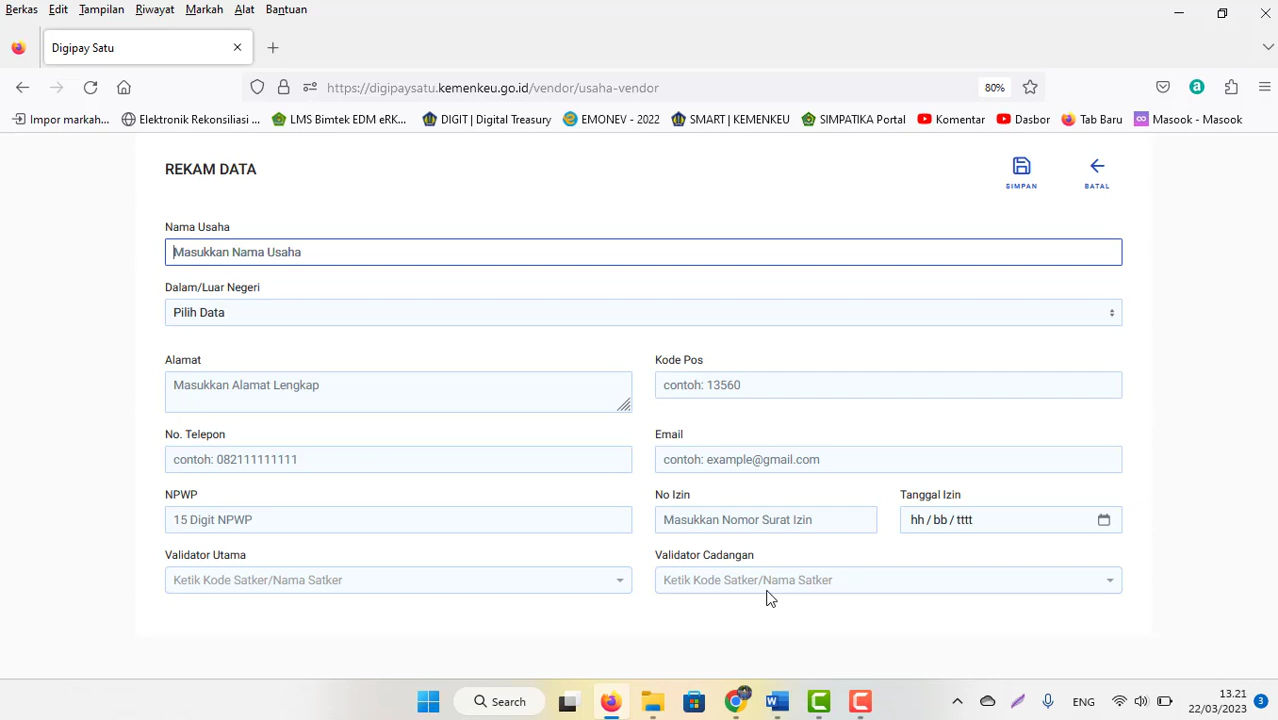 Berkas Edit Tampilan Riwayat Markah Alat Bantuan
Digipay Satu
https://digipaysatu.kemenkeu.go.id/vendor/usaha-vendor 80%
Impor markah... Elektronik Rekonsiliasi ... LMS Bimtek EDM eRK... DIGIT | Digital Treasury EMONEV - 2022 SMART | KEMENKEU SIMPATIKA Portal Komentar Dasbor Tab Baru Masook - Masook
REKAM DATA
SIMPAN BATAL
Nama Usaha
Masukkan Nama Usaha
Dalam/Luar Negeri
Pilih Data
Alamat Kode Pos
Masukkan Alamat Lengkap contoh: 13560
No. Telepon Email
contoh: 082111111111 contoh: example@gmail.com
NPWP No Izin Tanggal Izin
15 Digit NPWP Masukkan Nomor Surat Izin hh / bb / tttt
Validator Utama Validator Cadangan
Ketik Kode Satker/Nama Satker Ketik Kode Satker/Nama Satker
Search ENG 13.21
22/03/2023 3